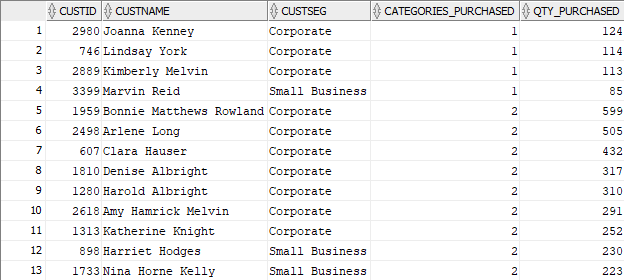 CUSTID CUSTNAME CUSTSEG CATEGORIES_PURCHASED QTY_PURCHASED
1 2980 Joanna Kenney Corporate 1 124
2 746 Lindsay York Corporate 1 114
3 2889 Kimberly Melvin Corporate 1 113
4 3399 Marvin Reid Small Business 1 85
5 1959 Bonnie Matthews Rowland Corporate 2 599
6 2498 Arlene Long Corporate 2 505
7 607 Clara Hauser Corporate 2 432
8 1810 Denise Albright Corporate 2 317
9 1280 Harold Albright Corporate 2 310
10 2618 Amy Hamrick Melvin Corporate 2 291
11 1313 Katherine Knight Corporate 2 252
12 898 Harriet Hodges Small Business 2 230
13 1733 Nina Horne Kelly Small Business 2 223